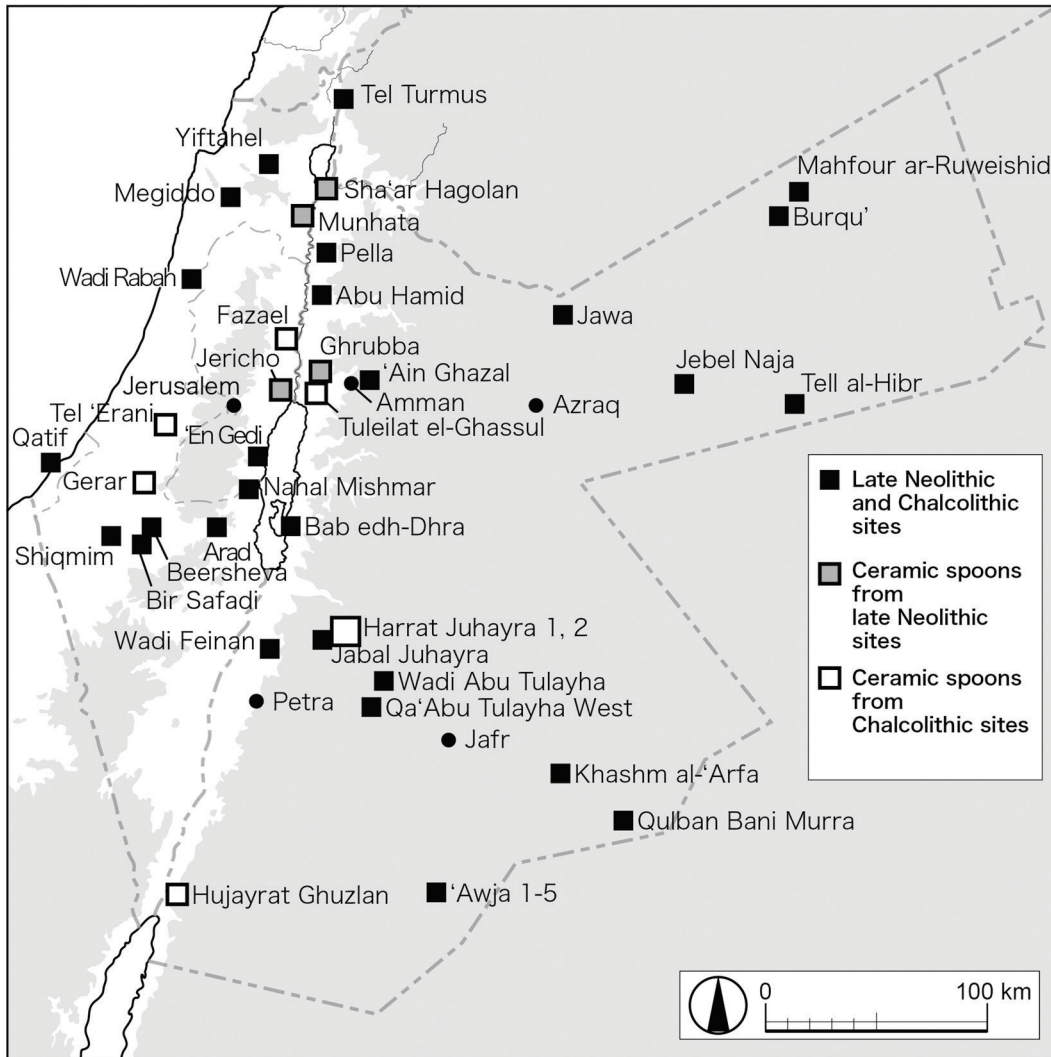 Tel Turmus
Yiftahel
Mahfour ar-Ruweishid
Megiddo
Sha‘ar Hagolan
Munhata
Burqu’
Pella
Wadi Rabah
Abu Hamid
Fazael
Jawa
Ghrubba
Jericho
‘Ain Ghazal
Jebel Naja
Jerusalem
Amman
Azraq
Tell al-Hibr
Tel ‘Erani
Tuleilat el-Ghassul
Qatif
‘En Gedi
Gerar
Nahal Mishmar
Bab edh-Dhra
Shiqmim
Arad
Beersheva
Bir Safadi
Wadi Feinan
Harrat Juhayra 1, 2
Jabal Juhayra
Wadi Abu Tulayha
Petra
Qa‘Abu Tulayha West
Jafr
Khashm al-‘Arfa
Qulban Bani Murra
Hujayrat Ghuzlan
‘Awja 1-5
Late Neolithic
and Chalcolithic
sites
Ceramic spoons
from
late Neolithic
sites
Ceramic spoons
from
Chalcolithic sites
0
100 km